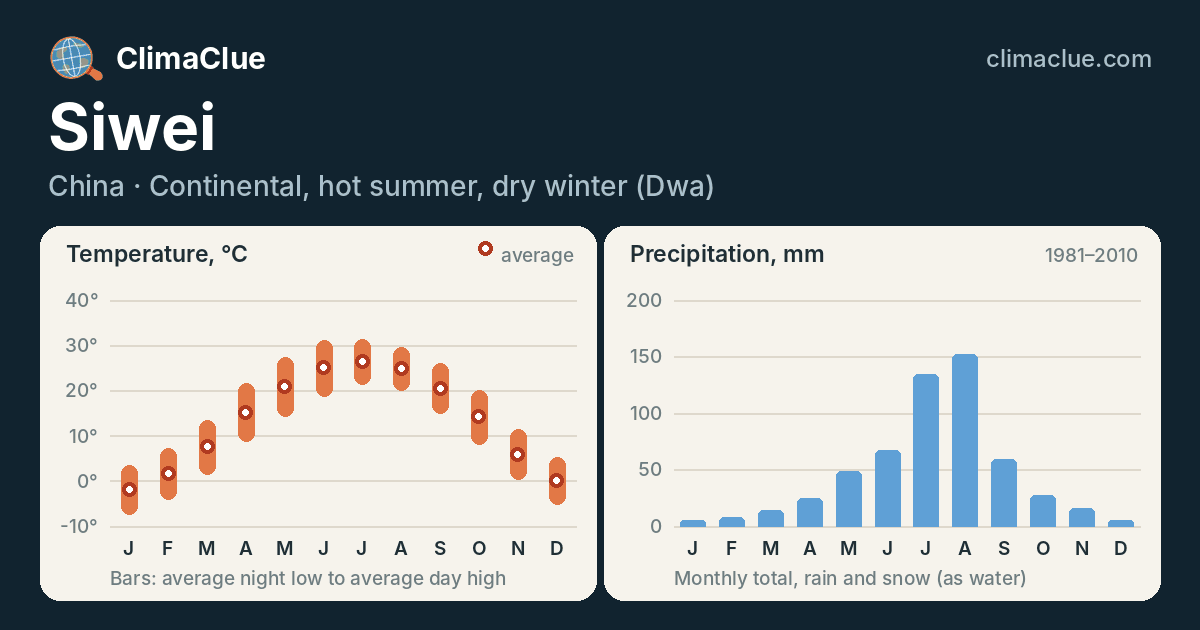 ClimaClue
climaclue.com
Siwei
China · Continental, hot summer, dry winter (Dwa)
Temperature, °C
average
40°
30°
20°
10°
0°
-10°
J F M A M J J A S O N D
Bars: average night low to average day high
Precipitation, mm
1981–2010
200
150
100
50
0
J F M A M J J A S O N D
Monthly total, rain and snow (as water)